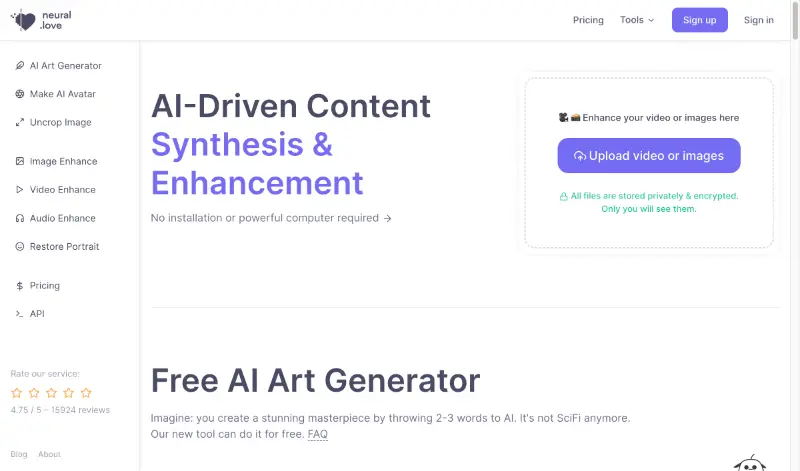 neural
.love
Pricing
Tools
Sign up
Sign in
AI Art Generator
Make AI Avatar
Uncrop Image
Image Enhance
Video Enhance
Audio Enhance
Restore Portrait
Pricing
API
Rate our service:
4.75 / 5 – 15924 reviews
Blog
About
AI-Driven Content
Synthesis &
Enhancement
No installation or powerful computer required →
Enhance your video or images here
Upload video or images
All files are stored privately & encrypted.
Only you will see them.
Free AI Art Generator
Imagine: you create a stunning masterpiece by throwing 2-3 words to AI. It's not SciFi anymore.
Our new tool can do it for free. FAQ